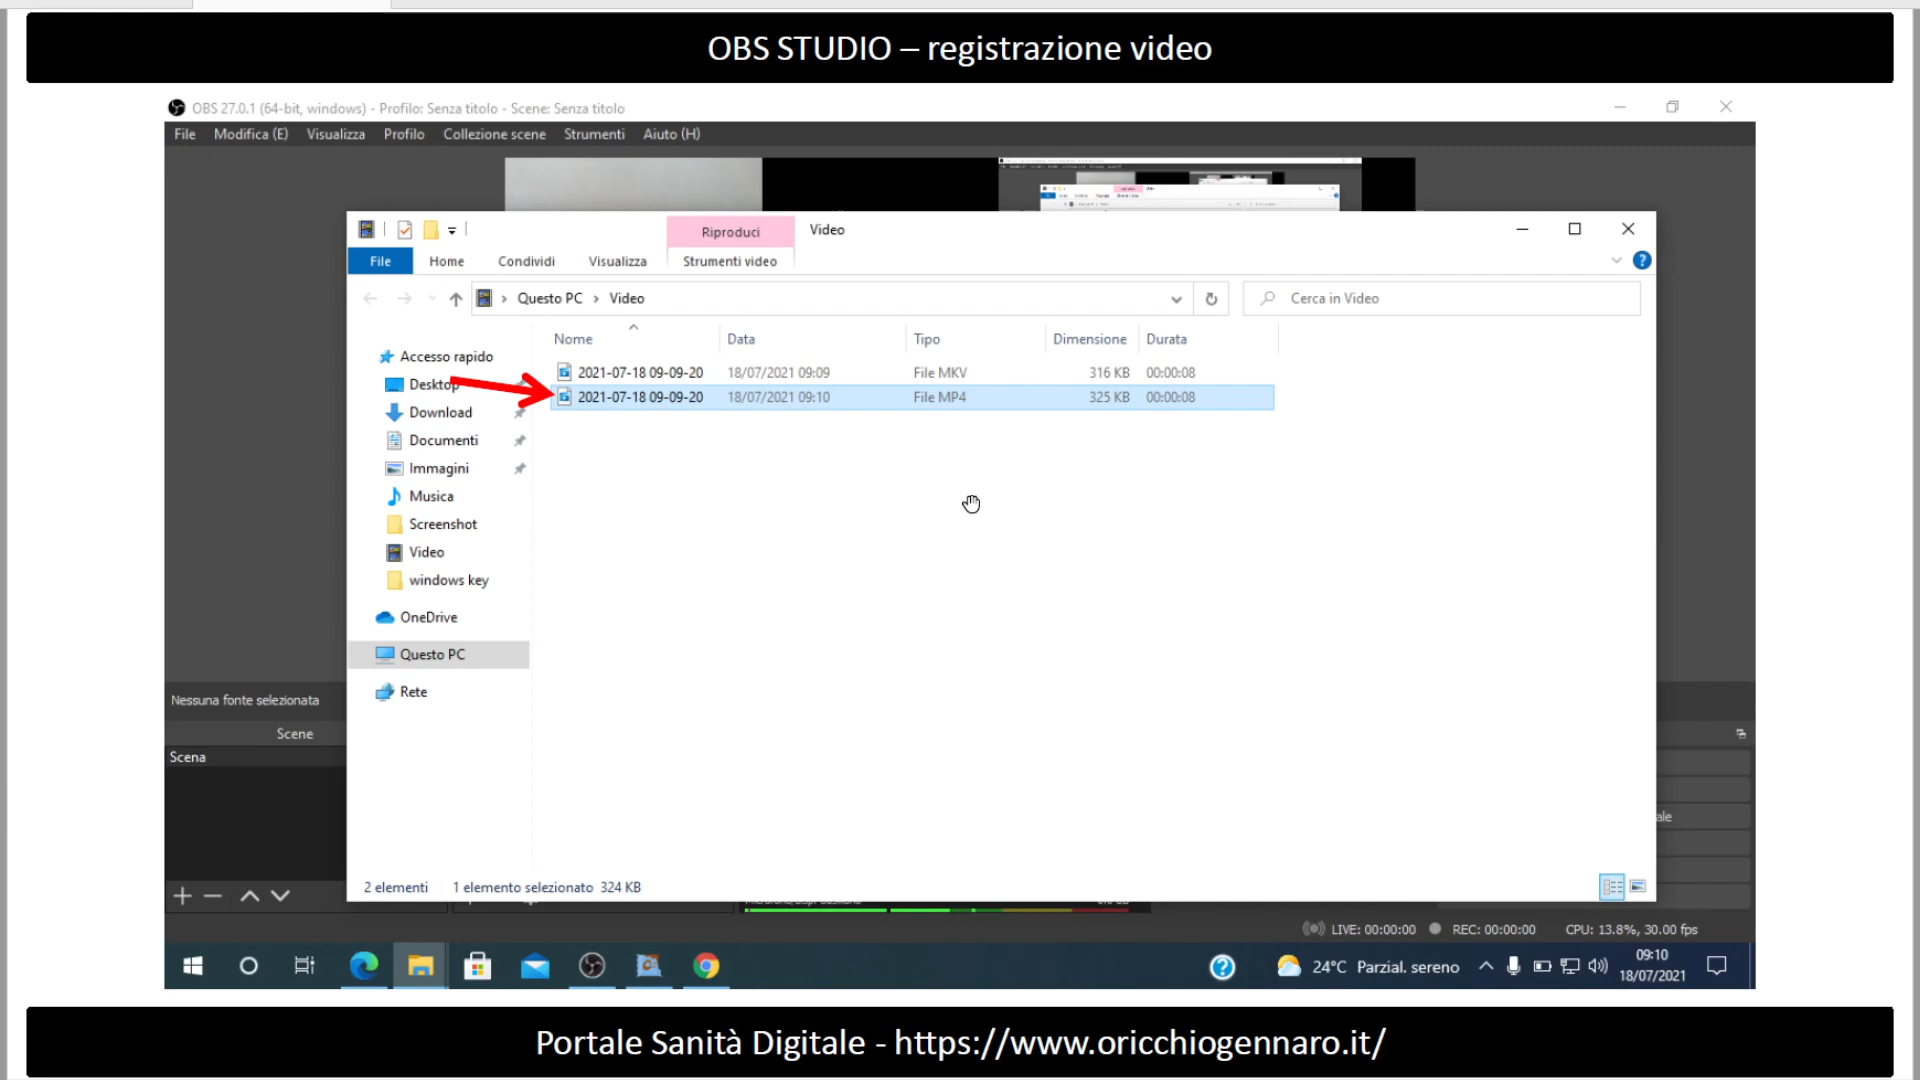 OBS STUDIO – registrazione video
OBS 27.0.1 (64-bit, windows) - Profilo: Senza titolo - Scene: Senza titolo
File Modifica (E) Visualizza Profilo Collezione scene Strumenti Aiuto (H)
Riproduci Video
File Home Condividi Visualizza Strumenti video
Questo PC > Video
Cerca in Video
Nome Data Tipo Dimensione Durata
2021-07-18 09-09-20 18/07/2021 09:09 File MKV 316 KB 00:00:08
2021-07-18 09-09-20 18/07/2021 09:10 File MP4 325 KB 00:00:08
Accesso rapido
Desktop
Download
Documenti
Immagini
Musica
Screenshot
Video
windows key
OneDrive
Questo PC
Rete
2 elementi 1 elemento selezionato 324 KB
Nessuna fonte selezionata
Scene
Scena
ale
LIVE: 00:00:00 REC: 00:00:00 CPU: 13.8%, 30.00 fps
24°C Parzial. sereno
09:10
18/07/2021
Portale Sanità Digitale - https://www.oricchiogennaro.it/